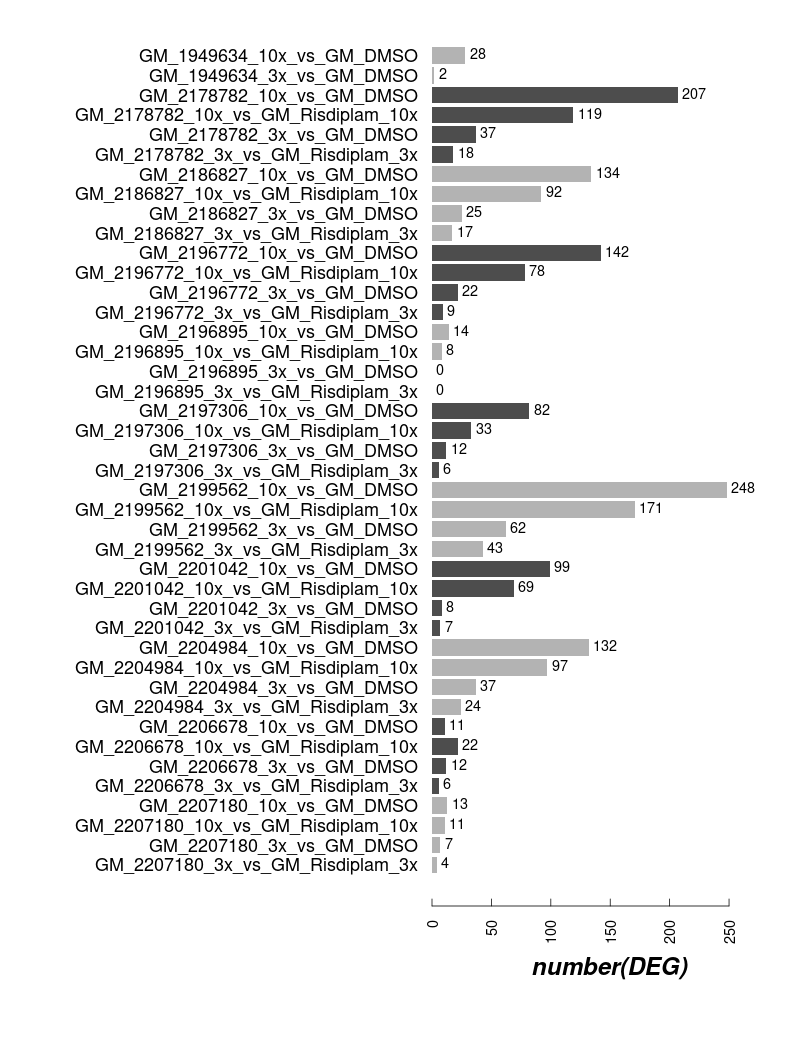 GM_1949634_10x_vs_GM_DMSO 28
GM_1949634_3x_vs_GM_DMSO 2
GM_2178782_10x_vs_GM_DMSO 207
GM_2178782_10x_vs_GM_Risdiplam_10x 119
GM_2178782_3x_vs_GM_DMSO 37
GM_2178782_3x_vs_GM_Risdiplam_3x 18
GM_2186827_10x_vs_GM_DMSO 134
GM_2186827_10x_vs_GM_Risdiplam_10x 92
GM_2186827_3x_vs_GM_DMSO 25
GM_2186827_3x_vs_GM_Risdiplam_3x 17
GM_2196772_10x_vs_GM_DMSO 142
GM_2196772_10x_vs_GM_Risdiplam_10x 78
GM_2196772_3x_vs_GM_DMSO 22
GM_2196772_3x_vs_GM_Risdiplam_3x 9
GM_2196895_10x_vs_GM_DMSO 14
GM_2196895_10x_vs_GM_Risdiplam_10x 8
GM_2196895_3x_vs_GM_DMSO 0
GM_2196895_3x_vs_GM_Risdiplam_3x 0
GM_2197306_10x_vs_GM_DMSO 82
GM_2197306_10x_vs_GM_Risdiplam_10x 33
GM_2197306_3x_vs_GM_DMSO 12
GM_2197306_3x_vs_GM_Risdiplam_3x 6
GM_2199562_10x_vs_GM_DMSO 248
GM_2199562_10x_vs_GM_Risdiplam_10x 171
GM_2199562_3x_vs_GM_DMSO 62
GM_2199562_3x_vs_GM_Risdiplam_3x 43
GM_2201042_10x_vs_GM_DMSO 99
GM_2201042_10x_vs_GM_Risdiplam_10x 69
GM_2201042_3x_vs_GM_DMSO 8
GM_2201042_3x_vs_GM_Risdiplam_3x 7
GM_2204984_10x_vs_GM_DMSO 132
GM_2204984_10x_vs_GM_Risdiplam_10x 97
GM_2204984_3x_vs_GM_DMSO 37
GM_2204984_3x_vs_GM_Risdiplam_3x 24
GM_2206678_10x_vs_GM_DMSO 11
GM_2206678_10x_vs_GM_Risdiplam_10x 22
GM_2206678_3x_vs_GM_DMSO 12
GM_2206678_3x_vs_GM_Risdiplam_3x 6
GM_2207180_10x_vs_GM_DMSO 13
GM_2207180_10x_vs_GM_Risdiplam_10x 11
GM_2207180_3x_vs_GM_DMSO 7
GM_2207180_3x_vs_GM_Risdiplam_3x 4
0 50 100 150 200 250
number(DEG)